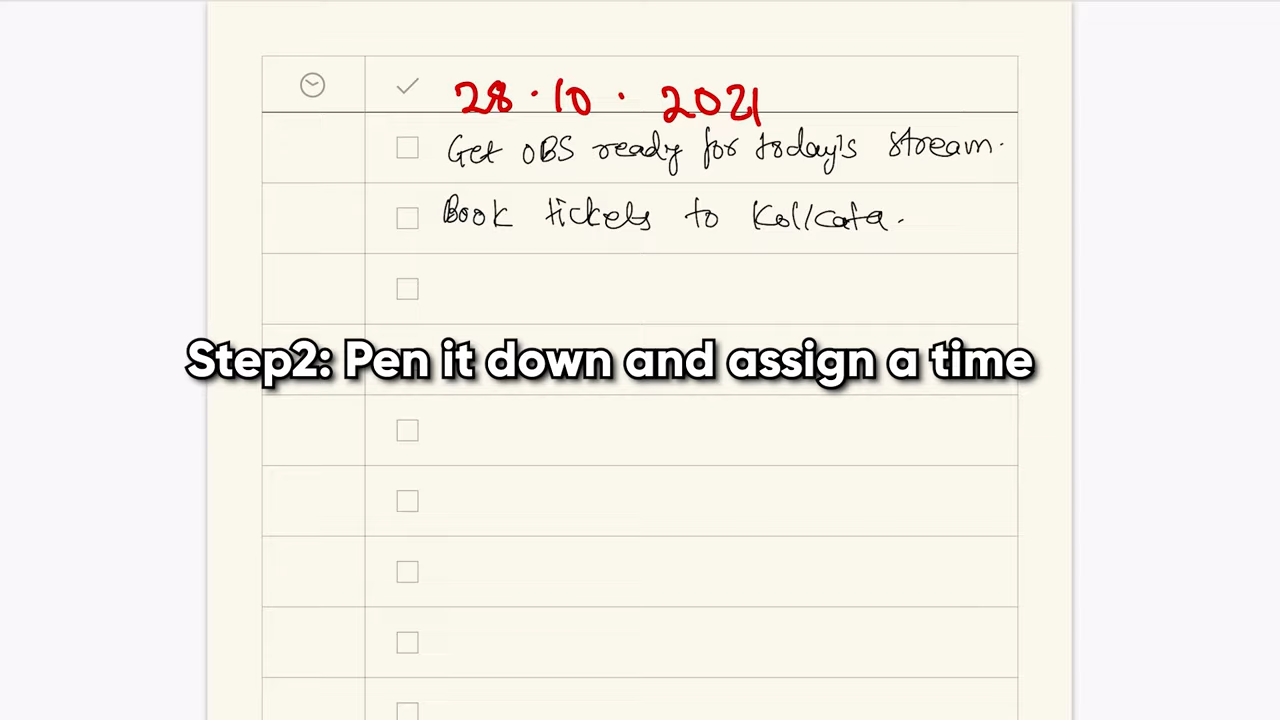 28.10.2021
Get OBS ready for today's stream.
Book tickets to Kolkata.
Step2: Pen it down and assign a time